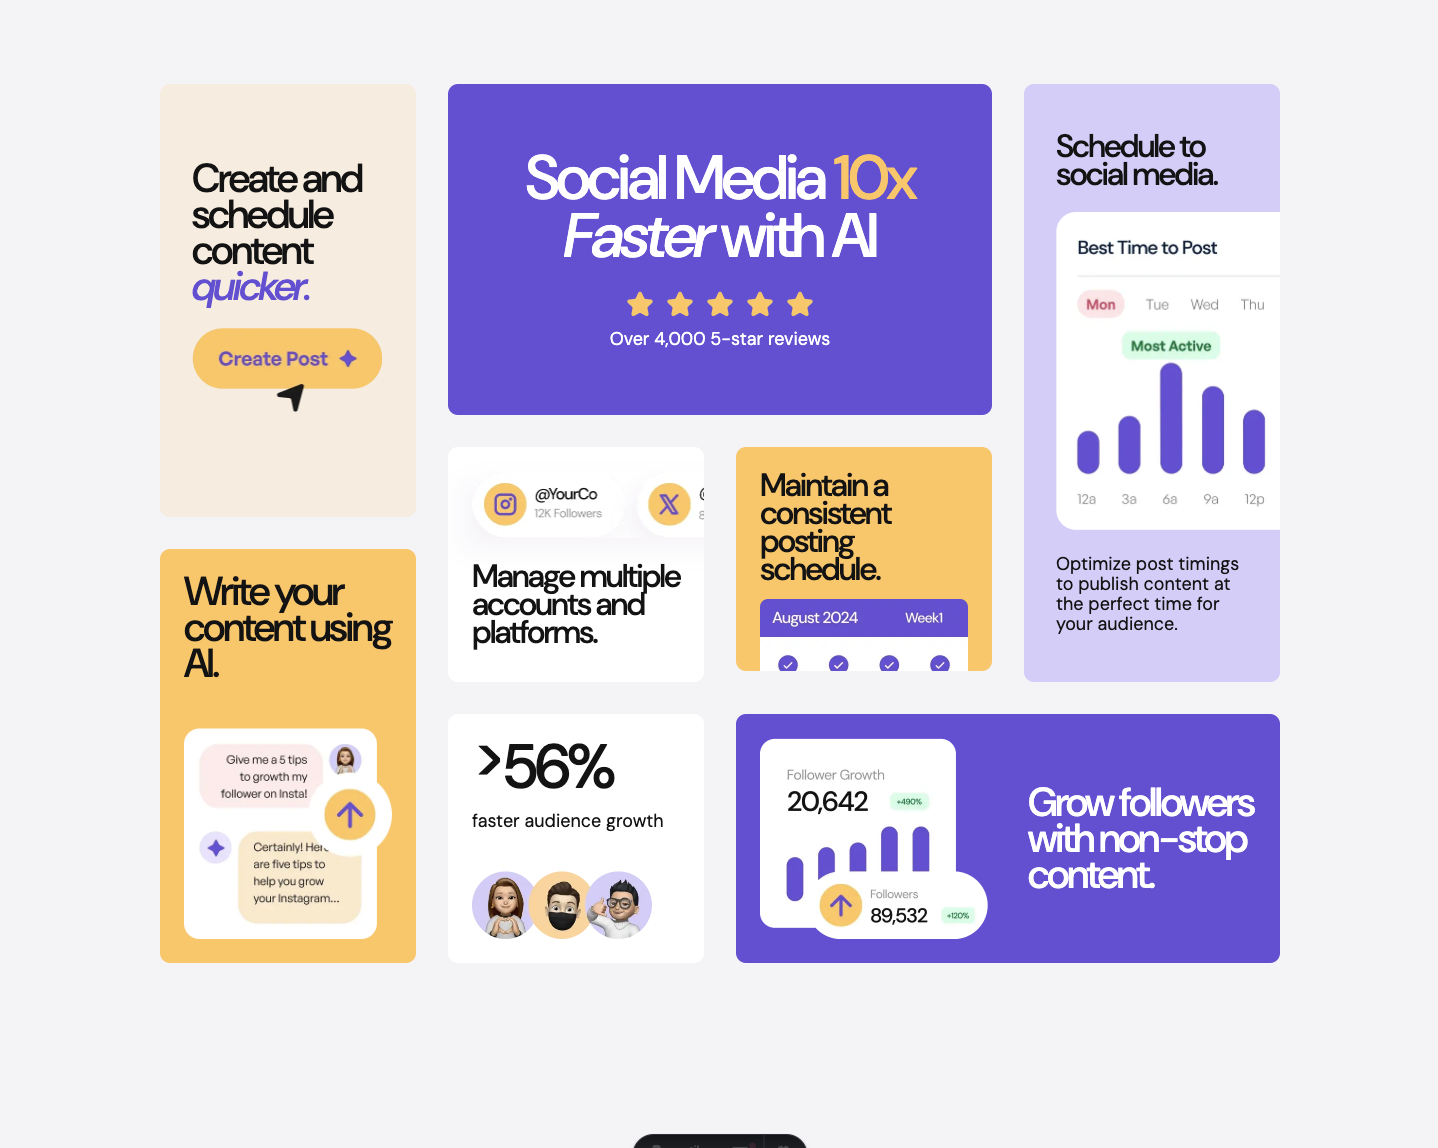 Create and
schedule
content
quicker.
Create Post
Social Media 10x
Faster with AI
Over 4,000 5-star reviews
Schedule to
social media.
Best Time to Post
Mon Tue Wed Thu
Most Active
12a 3a 6a 9a 12p
Optimize post timings
to publish content at
the perfect time for
your audience.
@YourCo
12K Followers
Manage multiple
accounts and
platforms.
Maintain a
consistent
posting
schedule.
August 2024 Week1
Write your
content using
AI.
Give me a 5 tips
to growth my
follower on Insta!
Certainly! Here
are five tips to
help you grow
your Instagram...
>56%
faster audience growth
Follower Growth
20,642 +490%
Followers
89,532 +120%
Grow followers
with non-stop
content.